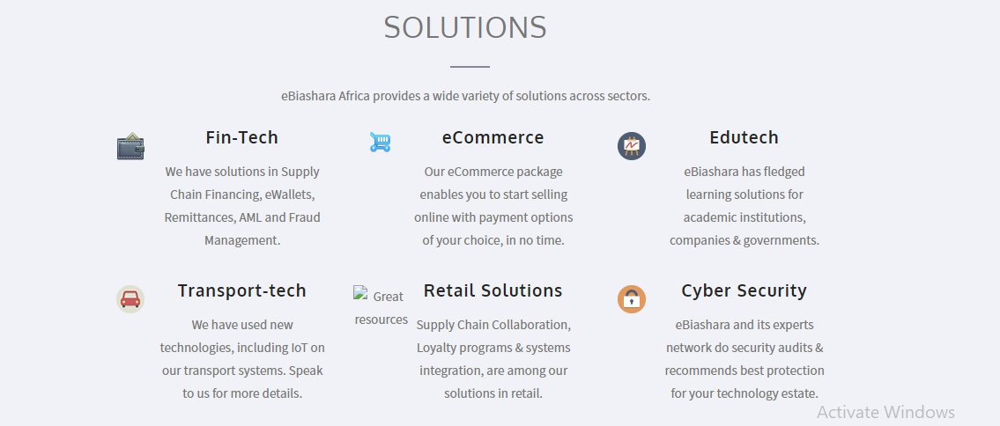 SOLUTIONS
eBiashara Africa provides a wide variety of solutions across sectors.
Fin-Tech
We have solutions in Supply
Chain Financing, eWallets,
Remittances, AML and Fraud
Management.
eCommerce
Our eCommerce package
enables you to start selling
online with payment options
of your choice, in no time.
Edutech
eBiashara has fledged
learning solutions for
academic institutions,
companies & governments.
Transport-tech
We have used new
technologies, including IoT on
our transport systems. Speak
to us for more details.
Great
resources
Retail Solutions
Supply Chain Collaboration,
Loyalty programs & systems
integration, are among our
solutions in retail.
Cyber Security
eBiashara and its experts
network do security audits &
recommends best protection
for your technology estate.
Activate Windows